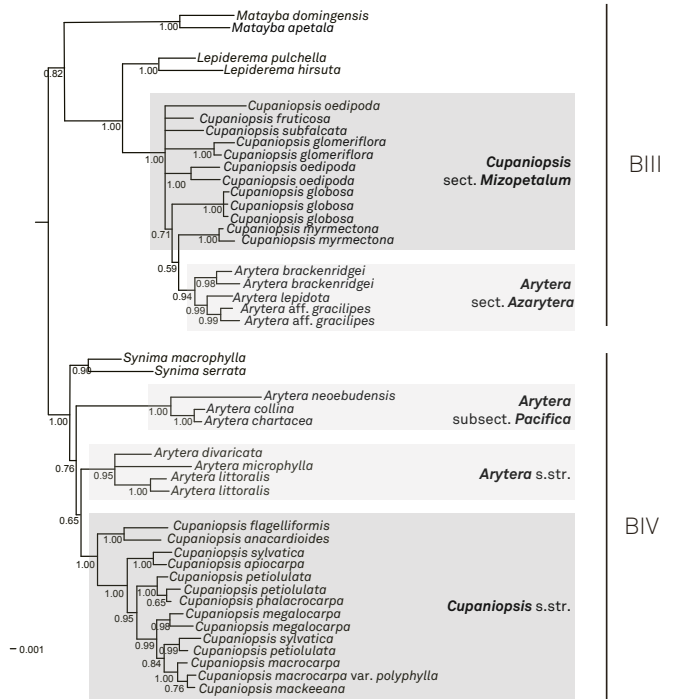 Matayba domingensis
1.00
Matayba apetala
0.82
Lepiderema pulchella
1.00
Lepiderema hirsuta
1.00
Cupaniopsis oedipoda
Cupaniopsis fruticosa
Cupaniopsis subfalcata
Cupaniopsis glomeriflora
1.00
Cupaniopsis glomeriflora
1.00
Cupaniopsis oedipoda
1.00
Cupaniopsis oedipoda
Cupaniopsis globosa
Cupaniopsis globosa
1.00
Cupaniopsis globosa
Cupaniopsis myrmectona
0.71
1.00
Cupaniopsis myrmectona
Cupaniopsis
sect. Mizopetalum
BIII
0.59
Arytera brackenridgei
0.98
Arytera brackenridgei
0.94
Arytera lepidota
0.99
Arytera aff. gracilipes
0.99
Arytera aff. gracilipes
Arytera
sect. Azarytera
Synima macrophylla
0.90
Synima serrata
1.00
Arytera neoebudensis
1.00
Arytera collina
1.00
Arytera chartacea
Arytera
subsect. Pacifica
0.76
Arytera divaricata
Arytera microphylla
0.95
Arytera littoralis
1.00
Arytera littoralis
Arytera s.str.
0.65
BIV
Cupaniopsis flagelliformis
1.00
Cupaniopsis anacardioides
1.00
Cupaniopsis sylvatica
1.00
Cupaniopsis apiocarpa
Cupaniopsis petiolulata
1.00
1.00
Cupaniopsis petiolulata
0.65
Cupaniopsis phalacrocarpa
0.95
Cupaniopsis megalocarpa
0.98
Cupaniopsis megalocarpa
Cupaniopsis sylvatica
0.99
0.99
Cupaniopsis petiolulata
0.84
Cupaniopsis macrocarpa
1.00
Cupaniopsis macrocarpa var. polyphylla
0.76
Cupaniopsis mackeeana
Cupaniopsis s.str.
0.001